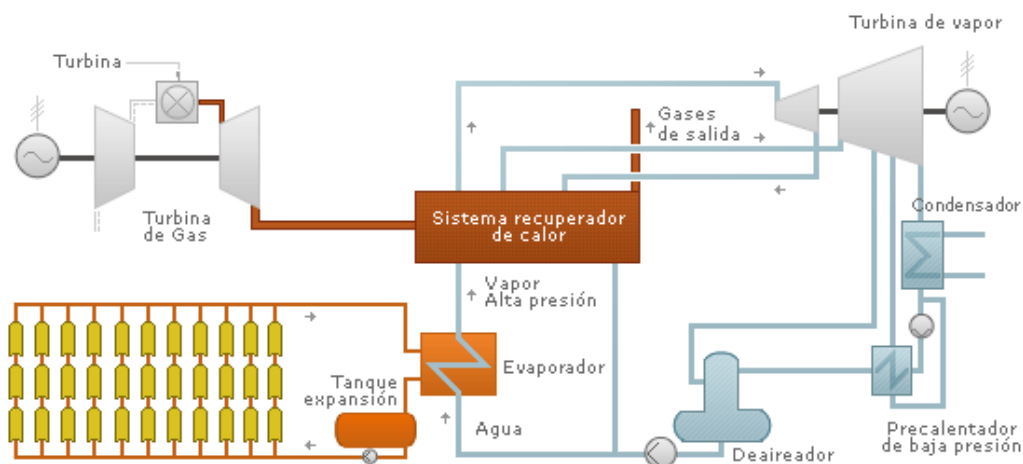 Turbina de vapor
Turbina
Gases
de salida
Condensador
Turbina
de Gas
Sistema recuperador
de calor
Vapor
Alta presión
Evaporador
Tanque
expansión
Agua
Deaireador
Precalentador
de baja presión